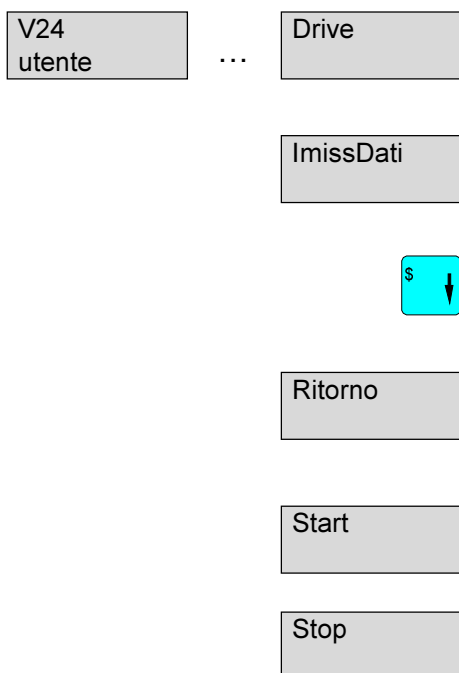 V24
utente
...
Drive
ImissDati
$
Ritorno
Start
Stop